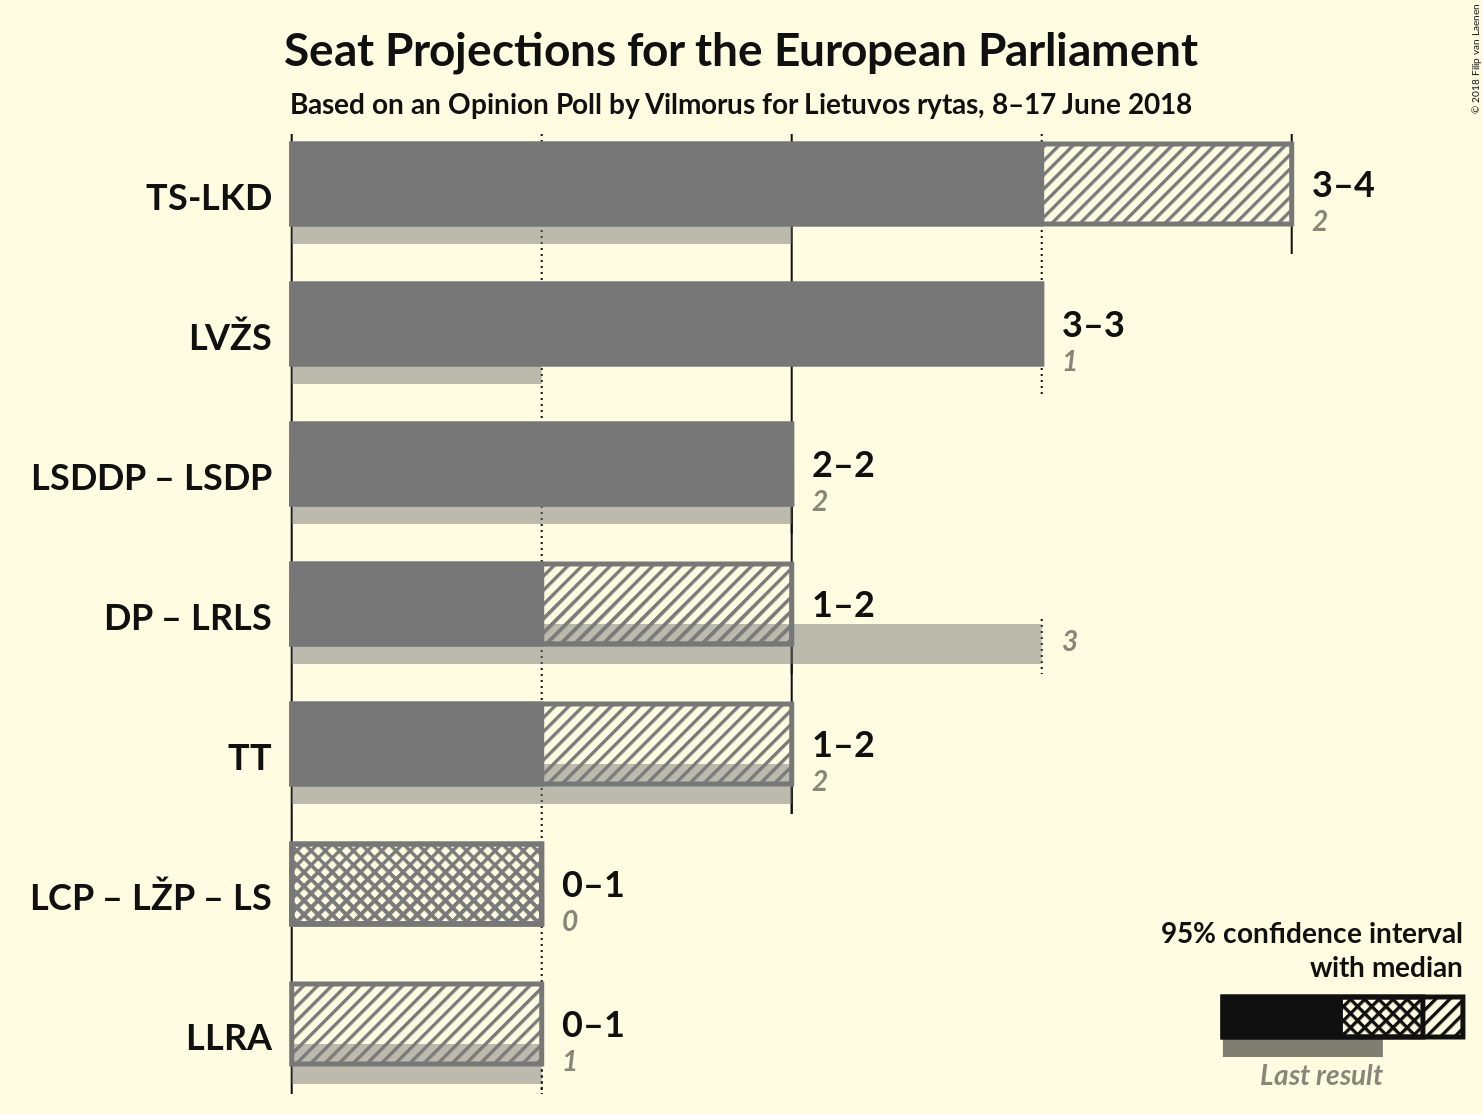 Seat Projections for the European Parliament
Based on an Opinion Poll by Vilmorus for Lietuvos rytas, 8–17 June 2018
© 2018 Filip van Laenen
TS-LKD
3–4
2
LVŽS
3–3
1
LSDDP – LSDP
2–2
2
DP – LRLS
1–2
3
TT
1–2
2
LCP – LŽP – LS
0–1
0
LLRA
0–1
1
95% confidence interval
with median
Last result